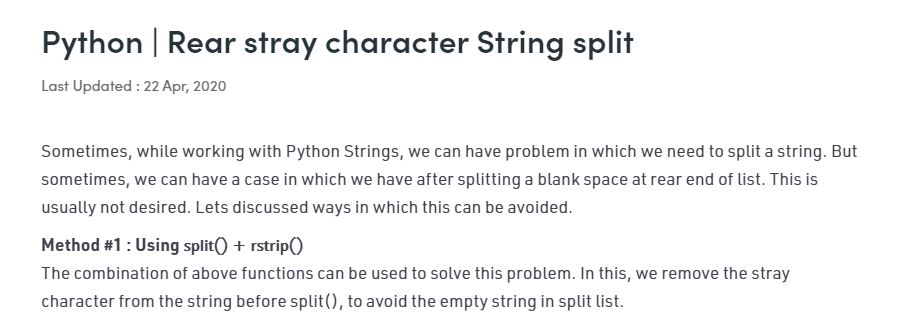 Python | Rear stray character String split
Last Updated : 22 Apr, 2020
Sometimes, while working with Python Strings, we can have problem in which we need to split a string. But
sometimes, we can have a case in which we have after splitting a blank space at rear end of list. This is
usually not desired. Lets discussed ways in which this can be avoided.
Method #1 : Using split() + rstrip()
The combination of above functions can be used to solve this problem. In this, we remove the stray
character from the string before split(), to avoid the empty string in split list.